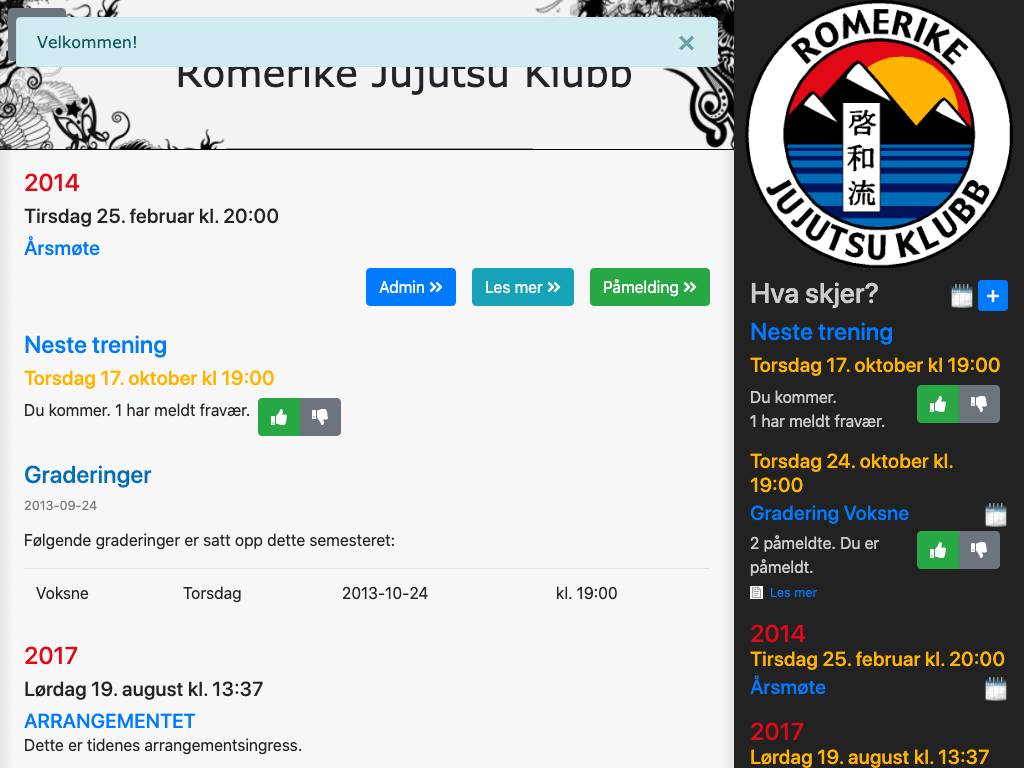 Velkommen!
×
Romerike Jujutsu Klubb
2014
Tirsdag 25. februar kl. 20:00
Årsmøte
Admin »
Les mer »
Påmelding »
Neste trening
Torsdag 17. oktober kl 19:00
Du kommer. 1 har meldt fravær.
Graderinger
2013-09-24
Følgende graderinger er satt opp dette semesteret:
Voksne Torsdag 2013-10-24 kl. 19:00
2017
Lørdag 19. august kl. 13:37
ARRANGEMENTET
Dette er tidenes arrangementsingress.
ROMERIKE
啓和流
JUJUTSU KLUBB
Hva skjer?
+
Neste trening
Torsdag 17. oktober kl 19:00
Du kommer.
1 har meldt fravær.
Torsdag 24. oktober kl.
19:00
Gradering Voksne
2 påmeldte. Du er
påmeldt.
Les mer
2014
Tirsdag 25. februar kl. 20:00
Årsmøte
2017
Lørdag 19. august kl. 13:37